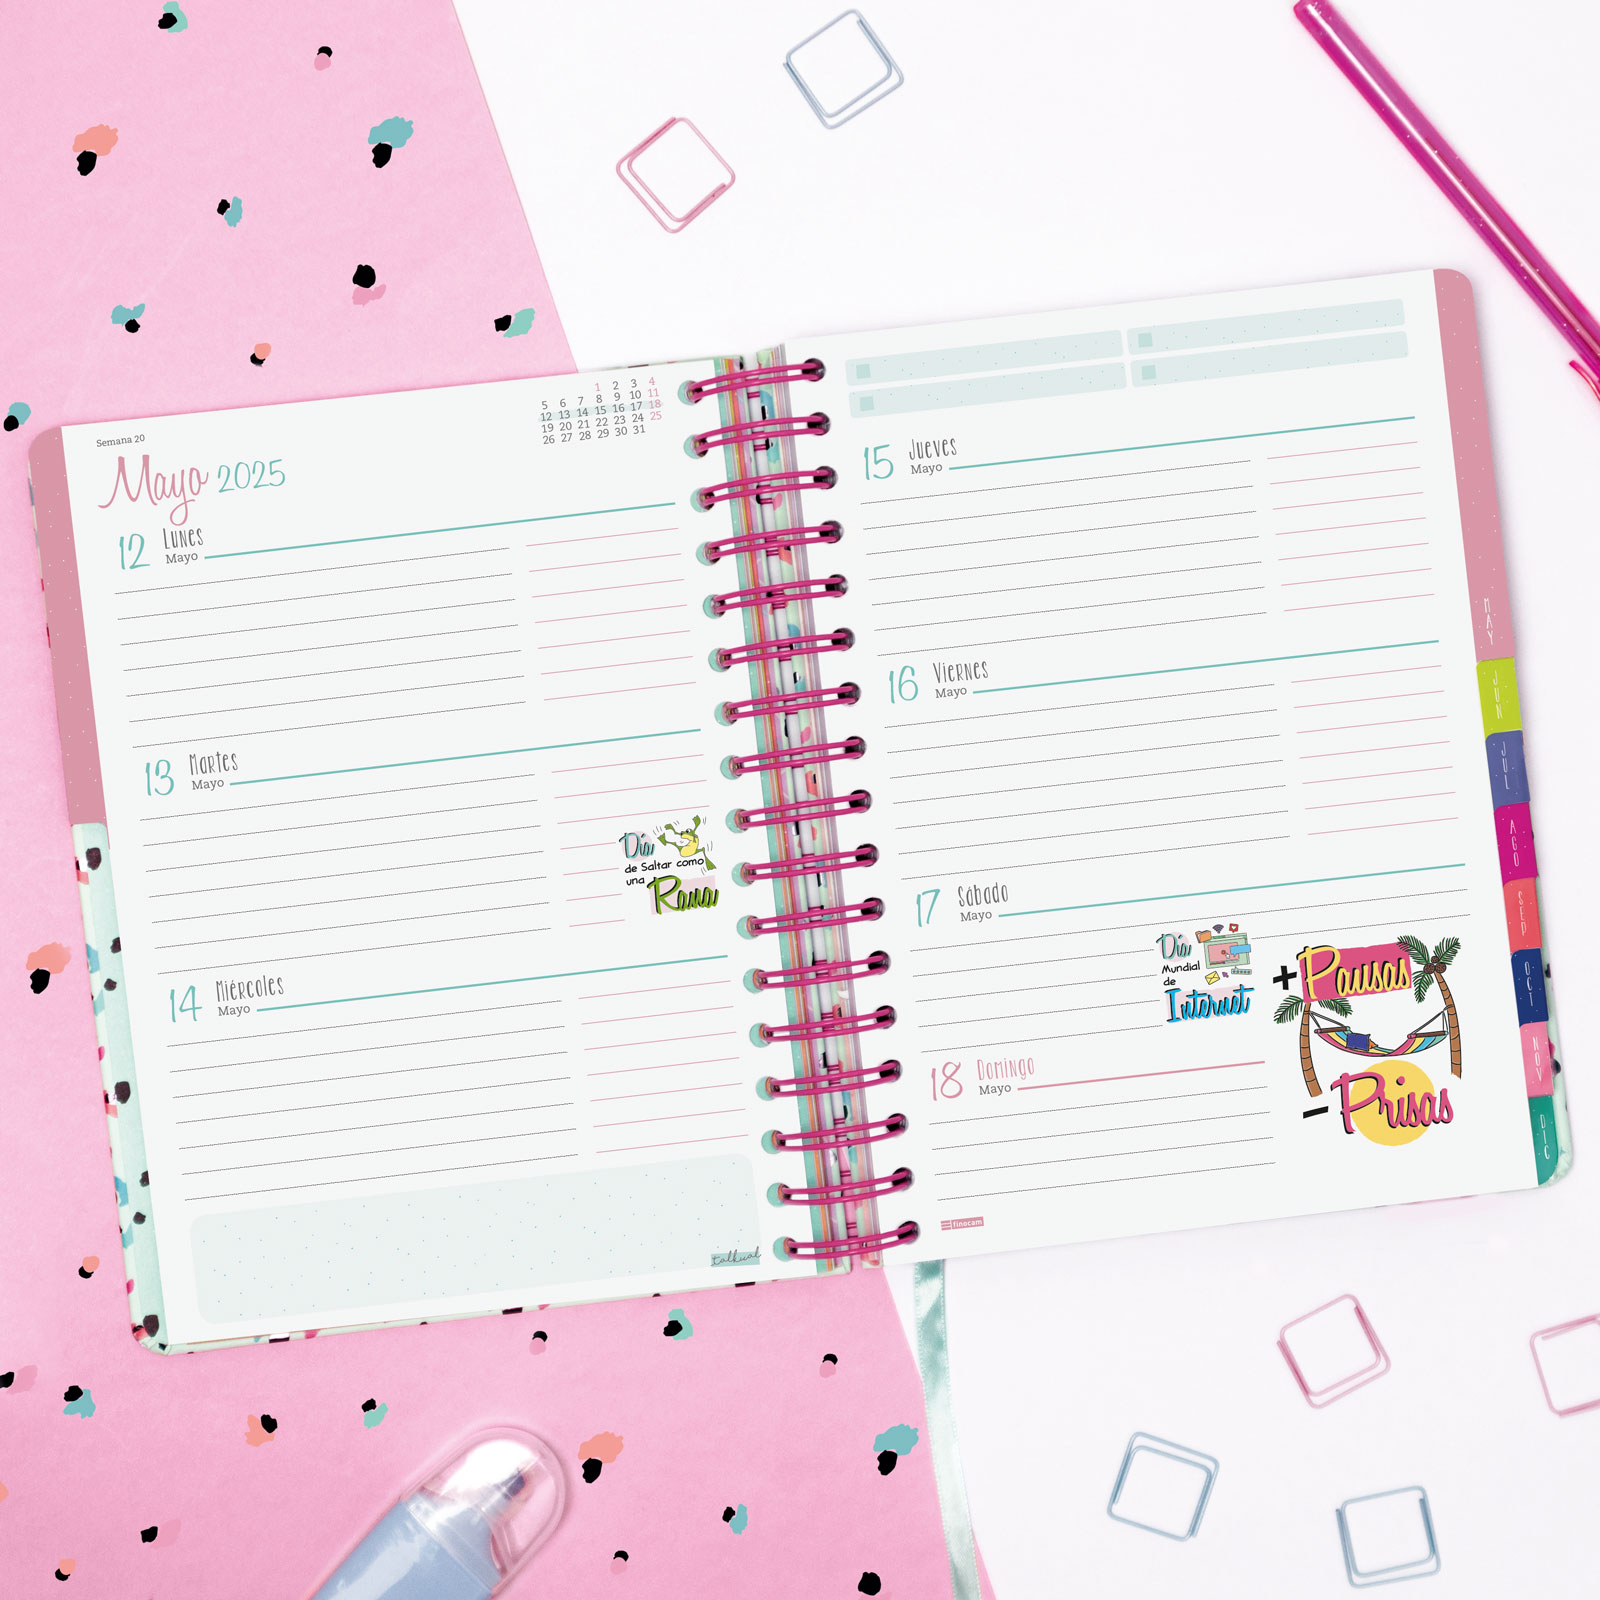 Semana 20
Mayo 2025
1 2 3 4
5 6 7 8 9 10 11
12 13 14 15 16 17 18
19 20 21 22 23 24 25
26 27 28 29 30 31
12 Lunes
Mayo
13 Martes
Mayo
Día
de Saltar como
una Rana
14 Miércoles
Mayo
talkual
15 Jueves
Mayo
16 Viernes
Mayo
17 Sábado
Mayo
Día
Mundial
de
Internet
+ Pausas
- Prisas
18 Domingo
Mayo
finocam
MAY
JUN
JUL
AGO
SEP
OCT
NOV
DIC